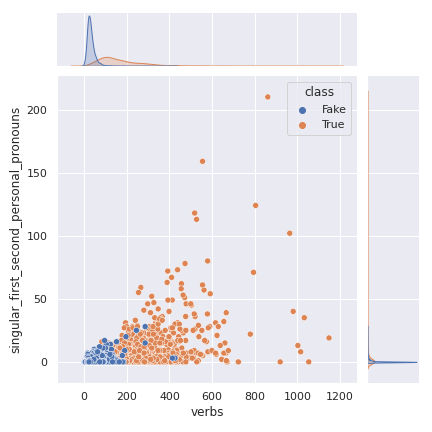 class
Fake
True
200
150
100
50
0
singular_first_second_personal_pronouns
0 200 400 600 800 1000 1200
verbs